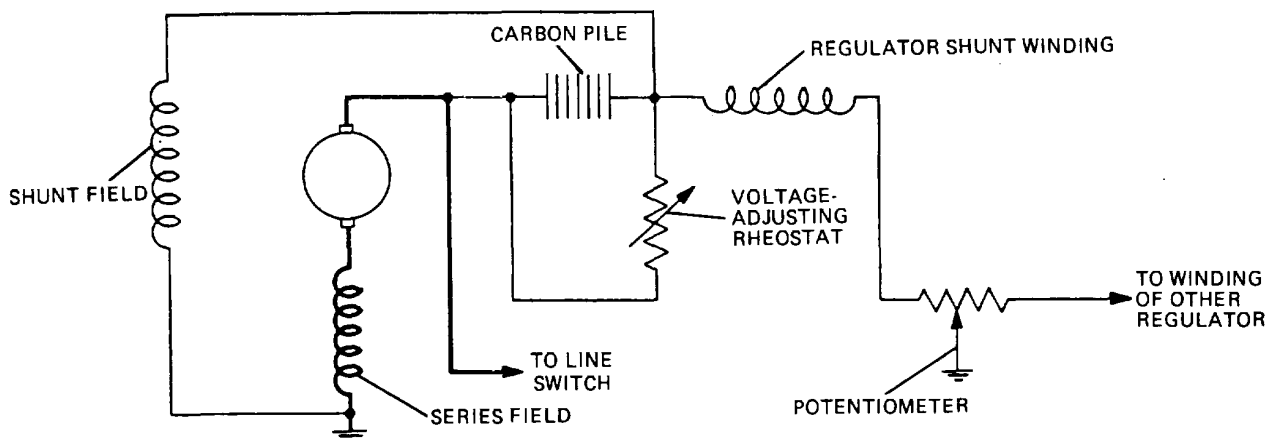 CARBON PILE
REGULATOR SHUNT WINDING
SHUNT FIELD
VOLTAGE-
ADJUSTING
RHEOSTAT
TO WINDING
OF OTHER
REGULATOR
TO LINE
SWITCH
SERIES FIELD
POTENTIOMETER